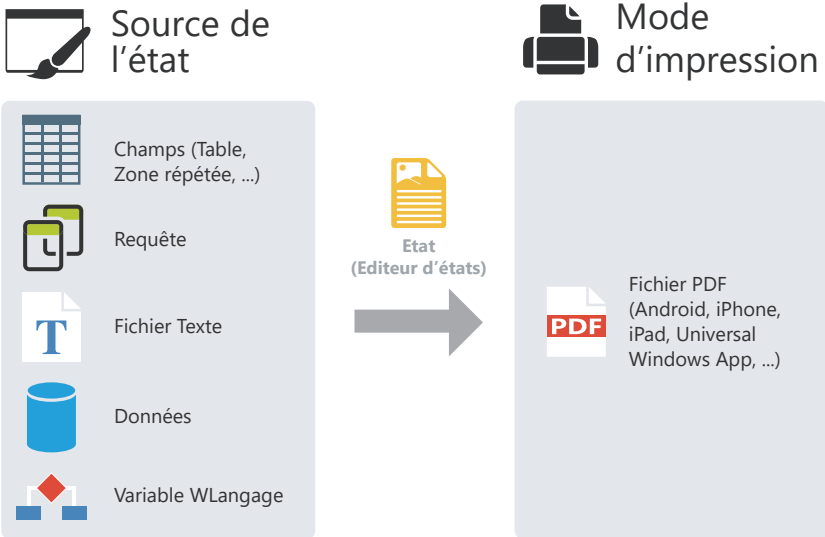 Source de
l’état
Mode
d’impression
Champs (Table,
Zone répétée, ...)
Requête
T
Fichier Texte
Données
Variable WLangage
Etat
(Editeur d’états)
PDF
Fichier PDF
(Android, iPhone,
iPad, Universal
Windows App, ...)